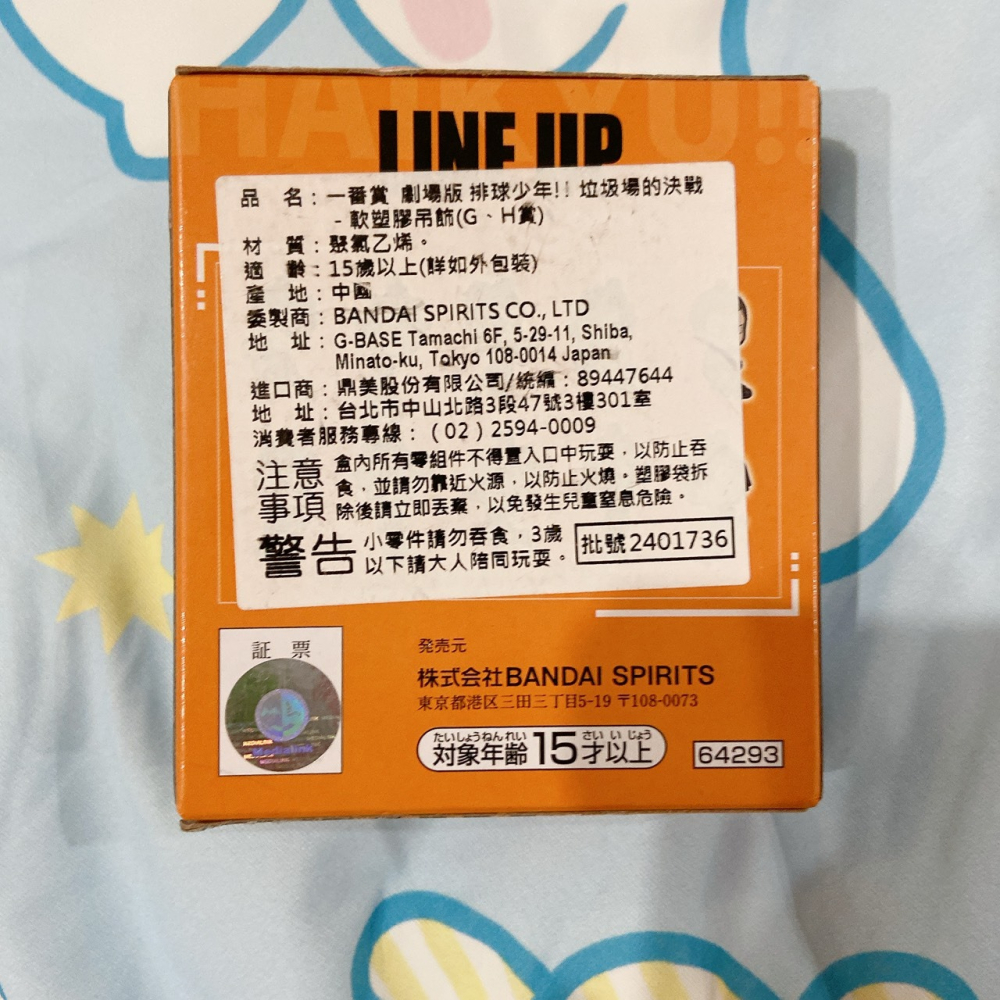 HAIKYU!!
LINE UP
品 名：一番賞 劇場版 排球少年!! 垃圾場的決戰
- 軟塑膠吊飾(G、H賞)
材 質：聚氯乙烯。
適 齡：15歲以上(詳如外包裝)
產 地：中國
委製商：BANDAI SPIRITS CO., LTD
地 址：G-BASE Tamachi 6F, 5-29-11, Shiba,
Minato-ku, Tokyo 108-0014 Japan
進口商：鼎美股份有限公司/統編：89447644
地 址：台北市中山北路3段47號3樓301室
消費者服務專線：（02）2594-0009
注意事項
盒內所有零組件不得置入口中玩耍，以防止吞
食，並請勿靠近火源，以防止火燒。塑膠袋拆
除後請立即丟棄，以免發生兒童窒息危險。
警告
小零件請勿吞食，3歲
以下請大人陪同玩耍。
批號2401736
証 票
Medialink
発売元
株式会社BANDAI SPIRITS
東京都港区三田三丁目5-19 〒108-0073
たいしょうねんれい さい いじょう
対象年齢15才以上
64293